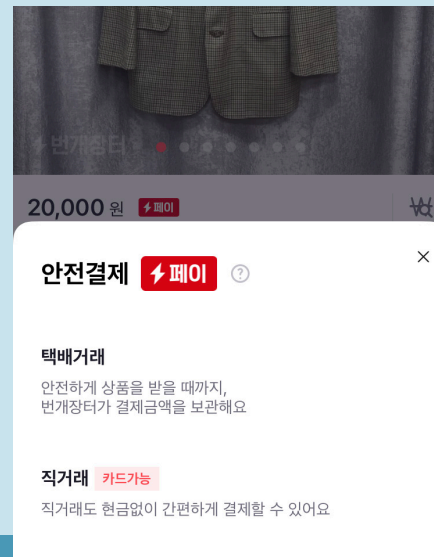 번개장터
20,000 원 페이
안전결제 페이 ?
택배거래
안전하게 상품을 받을 때까지,
번개장터가 결제금액을 보관해요
직거래 카드가능
직거래도 현금없이 간편하게 결제할 수 있어요